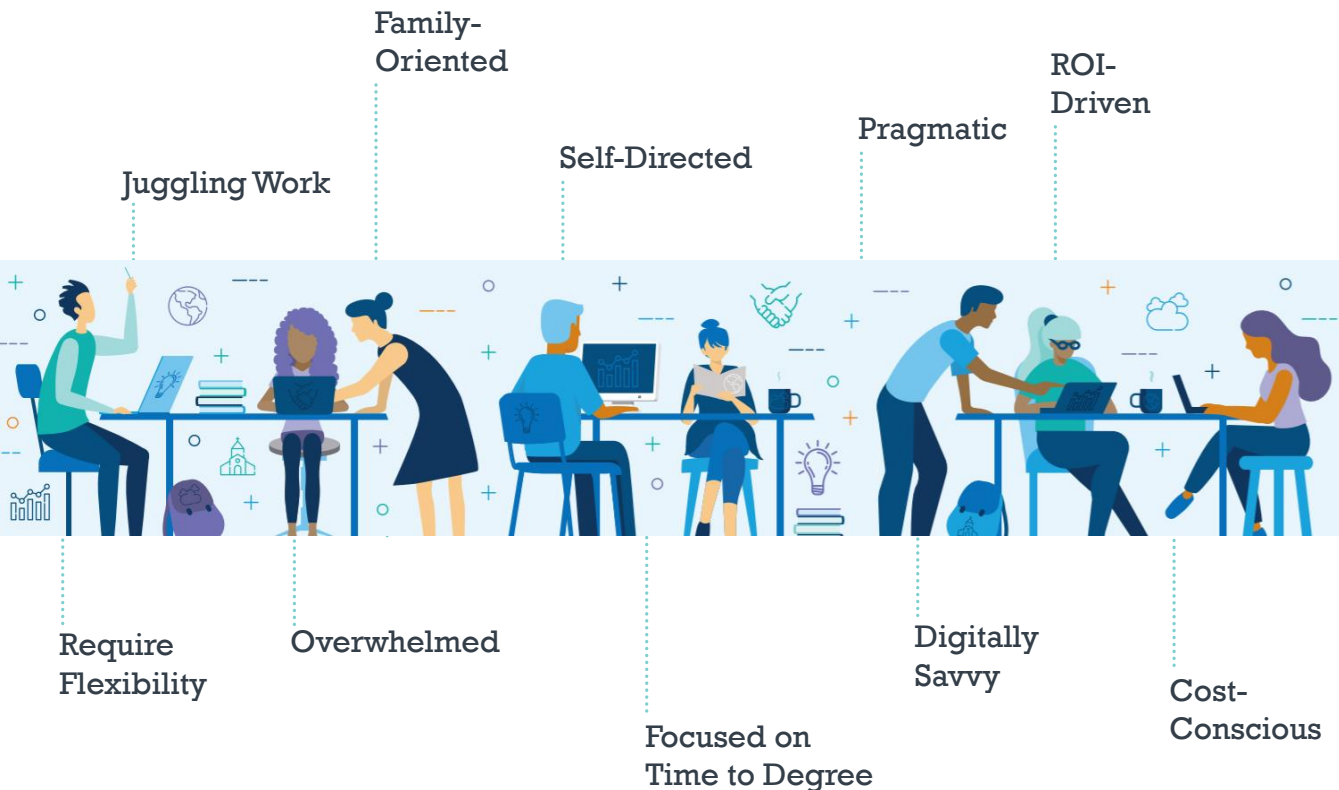 Family-
Oriented
ROI-
Driven
Pragmatic
Self-Directed
Juggling Work
Require
Flexibility
Overwhelmed
Digitally
Savvy
Cost-
Conscious
Focused on
Time to Degree